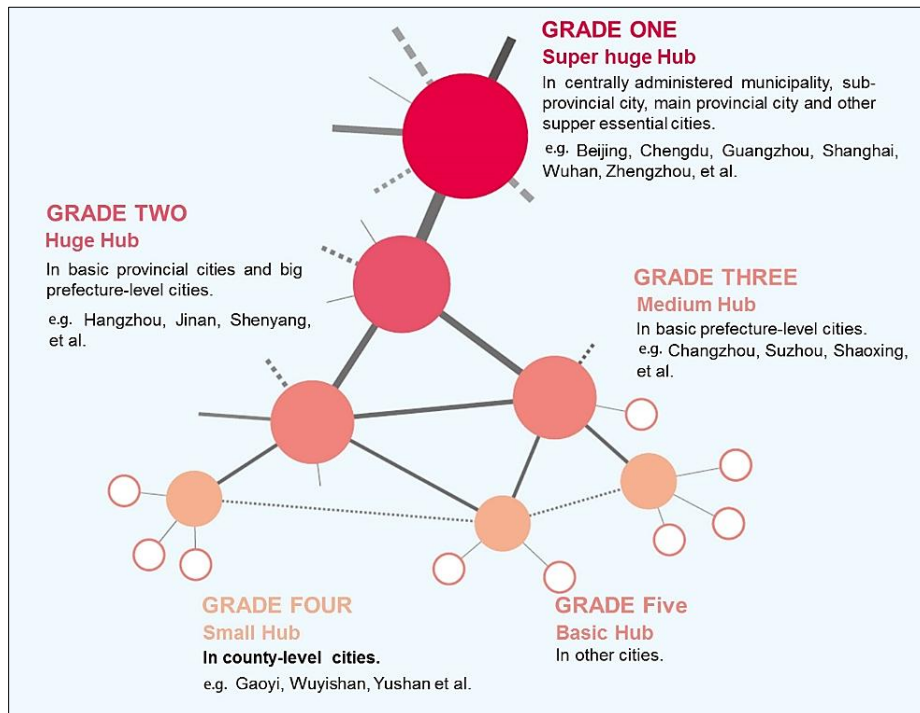 GRADE ONE
Super huge Hub
In centrally administered municipality, sub-
provincial city, main provincial city and other
supper essential cities.
e.g. Beijing, Chengdu, Guangzhou, Shanghai,
Wuhan, Zhengzhou, et al.
GRADE TWO
Huge Hub
In basic provincial cities and big
prefecture-level cities.
e.g. Hangzhou, Jinan, Shenyang,
et al.
GRADE THREE
Medium Hub
In basic prefecture-level cities.
e.g. Changzhou, Suzhou, Shaoxing,
et al.
GRADE FOUR
Small Hub
In county-level cities.
e.g. Gaoyi, Wuyishan, Yushan et al.
GRADE Five
Basic Hub
In other cities.